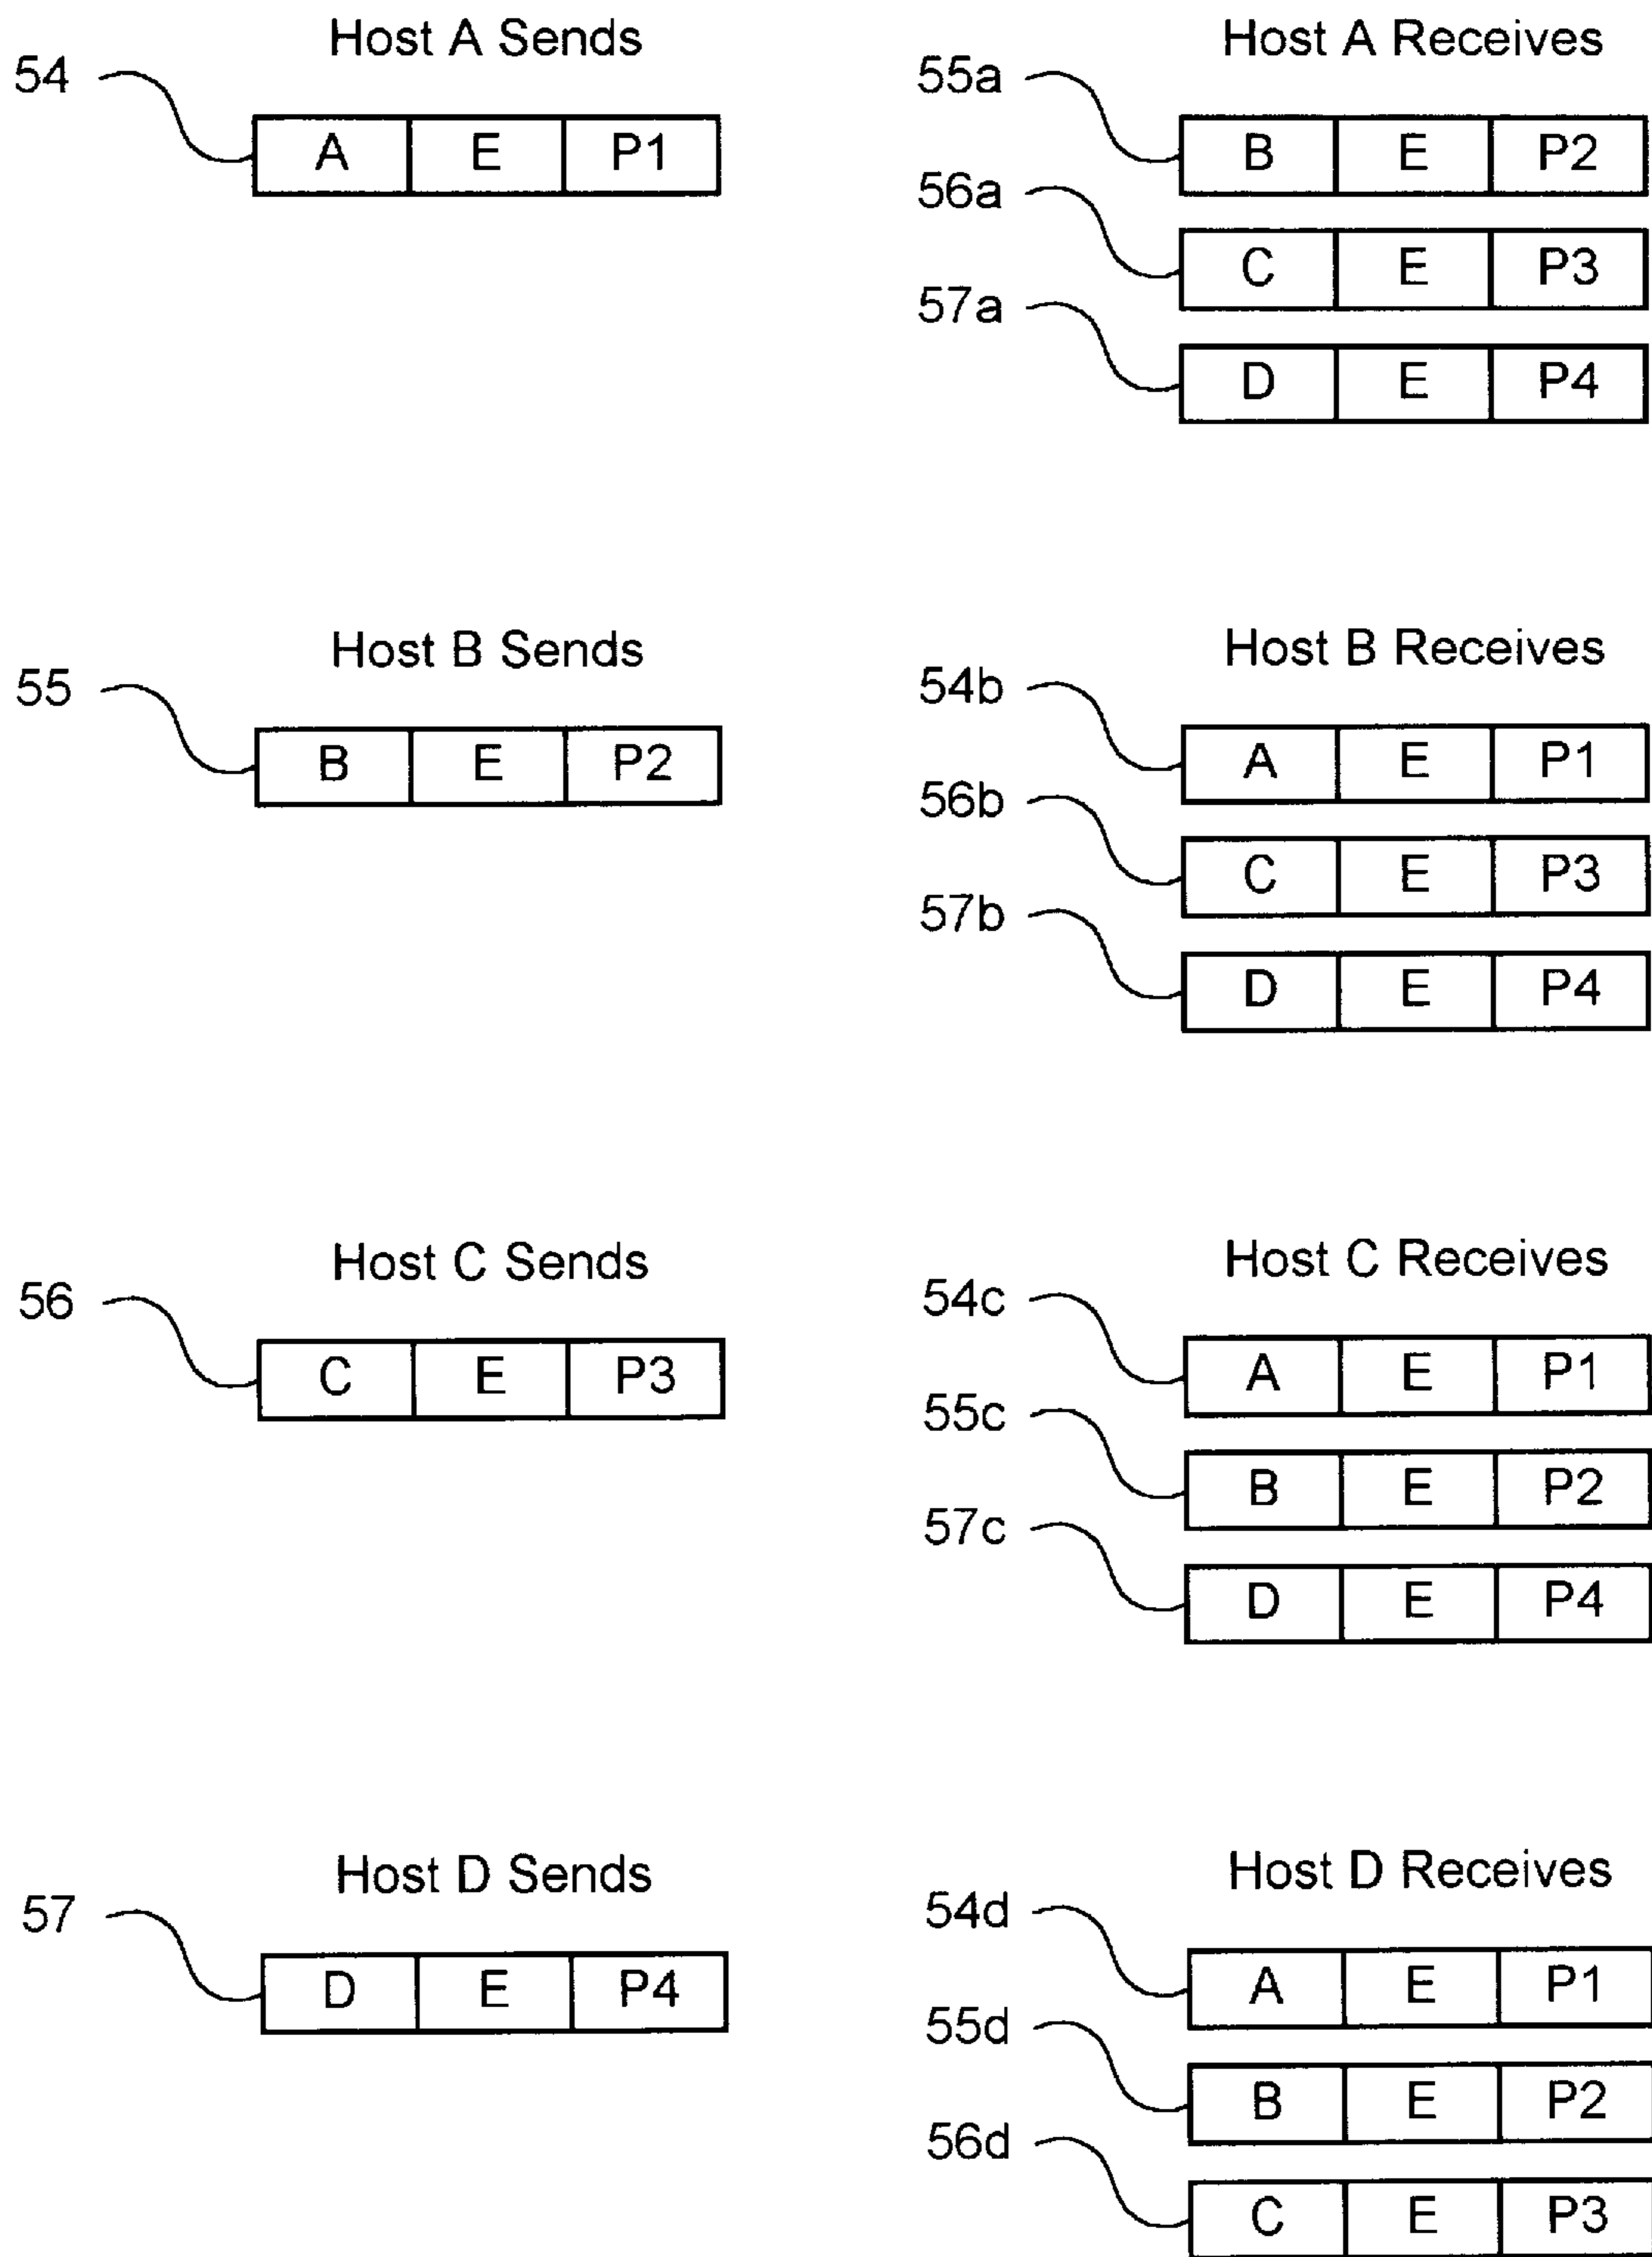 Host A Sends
54
A E P1
Host A Receives
55a
B E P2
56a
C E P3
57a
D E P4
Host B Sends
55
B E P2
Host B Receives
54b
A E P1
56b
C E P3
57b
D E P4
Host C Sends
56
C E P3
Host C Receives
54c
A E P1
55c
B E P2
57c
D E P4
Host D Sends
57
D E P4
Host D Receives
54d
A E P1
55d
B E P2
56d
C E P3